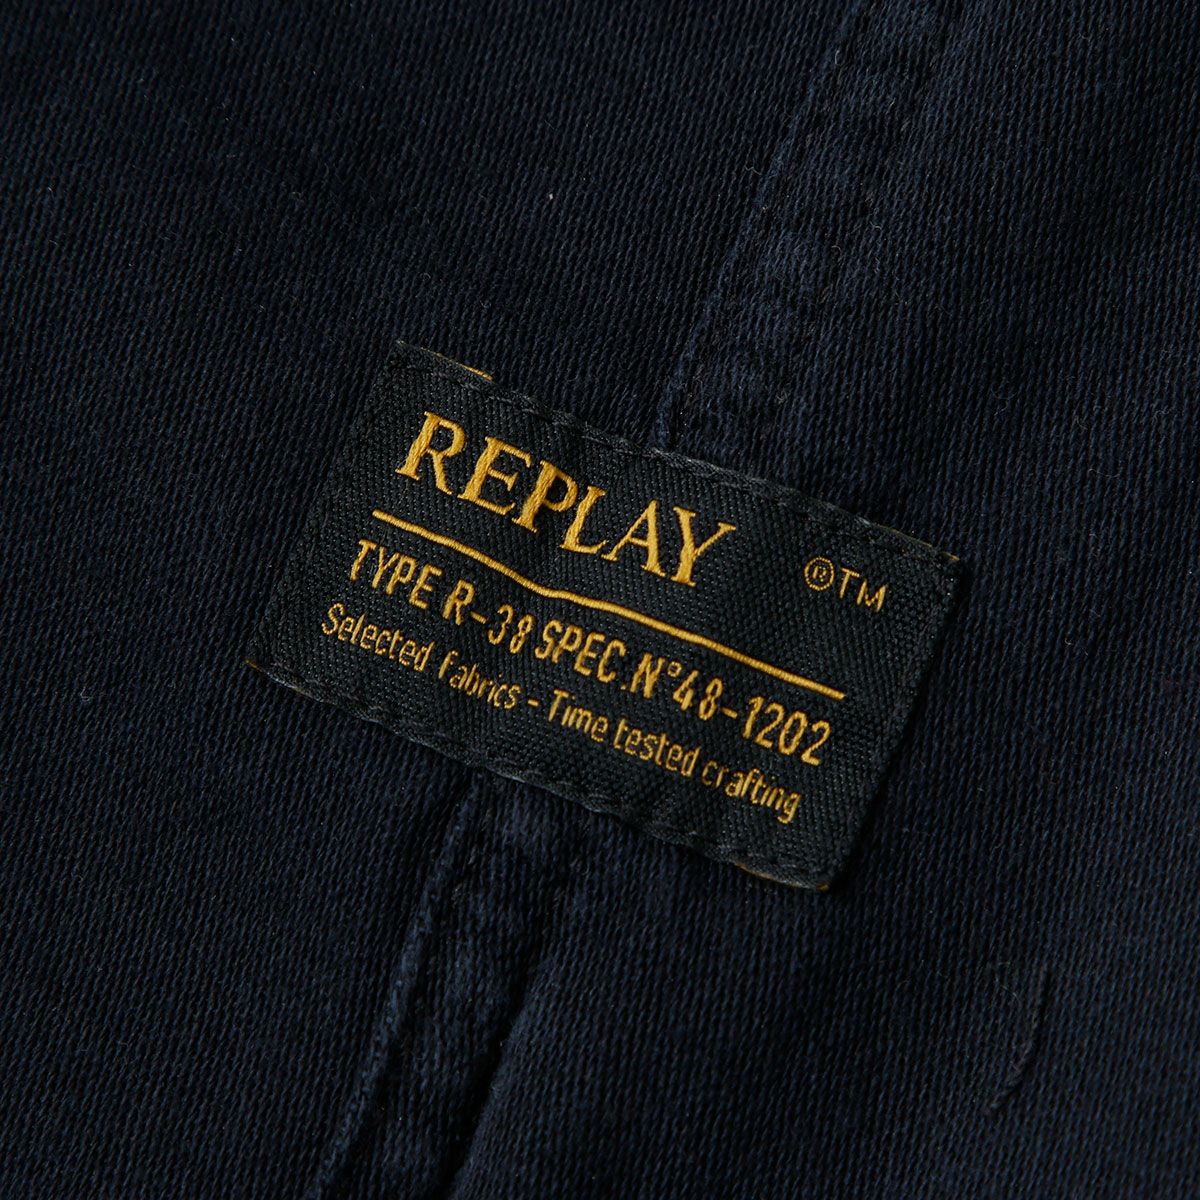 REPLAY
®TM
TYPE R-38 SPEC.N°48-1202
Selected fabrics - Time tested crafting